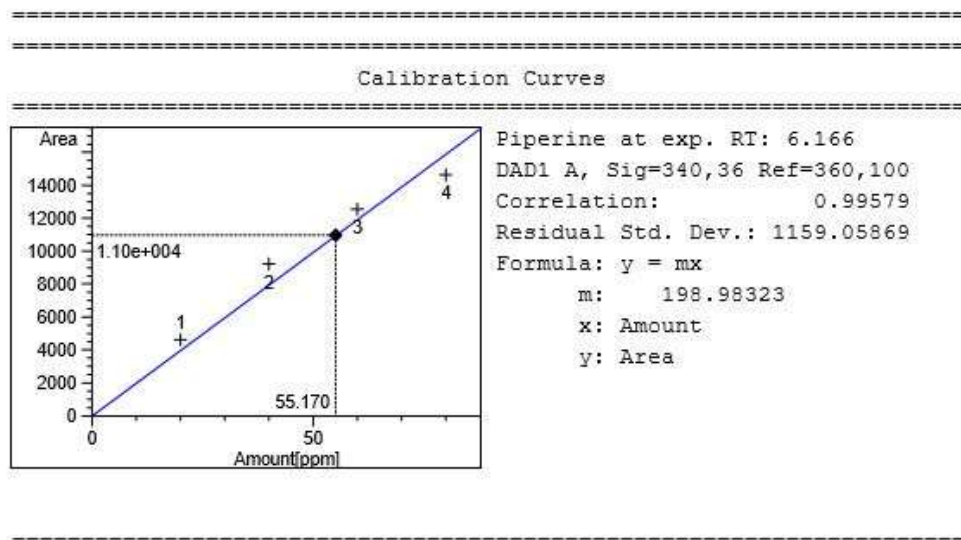 Calibration Curves
Area
14000
12000
10000
8000
6000
4000
2000
0
1.10e+004
1
2
3
4
55.170
0
50
Amount[ppm]
Piperine at exp. RT: 6.166
DAD1 A, Sig=340,36 Ref=360,100
Correlation: 0.99579
Residual Std. Dev.: 1159.05869
Formula: y = mx
m: 198.98323
x: Amount
y: Area